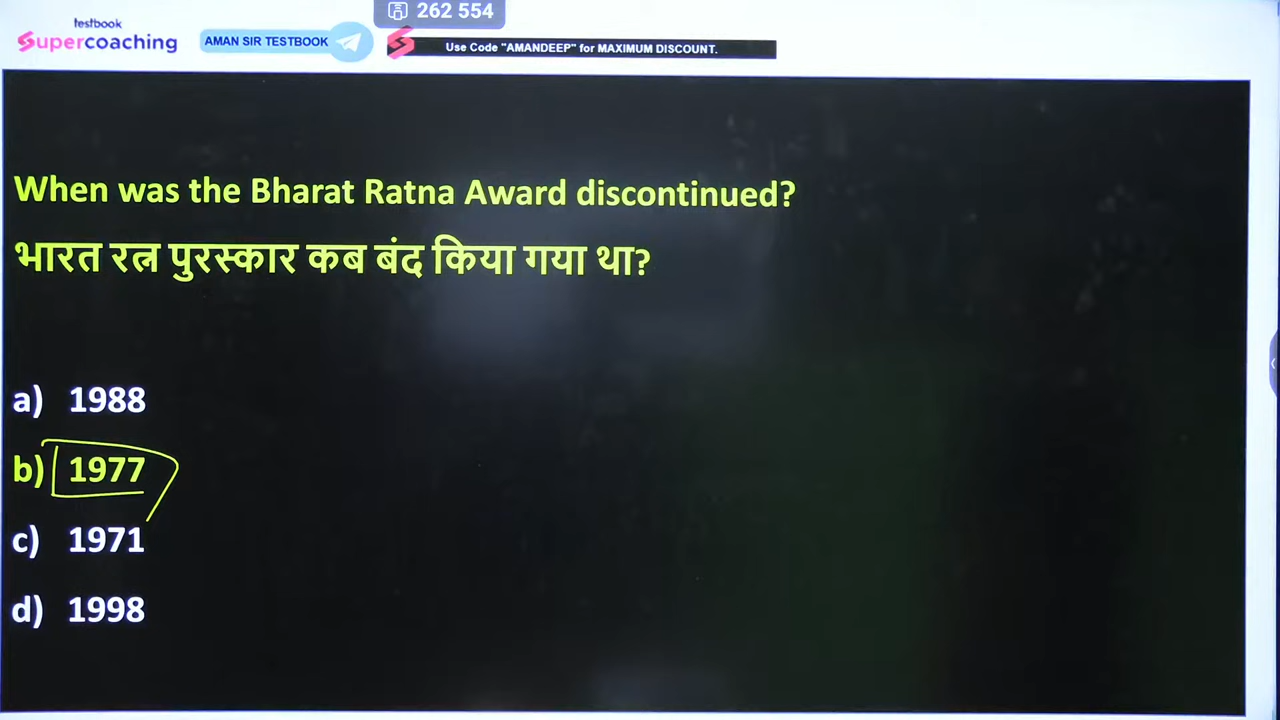 262 554
testbook
Supercoaching
AMAN SIR TESTBOOK
Use Code "AMANDEEP" for MAXIMUM DISCOUNT.
When was the Bharat Ratna Award discontinued?
भारत रत्न पुरस्कार कब बंद किया गया था?
a) 1988
b) 1977
c) 1971
d) 1998